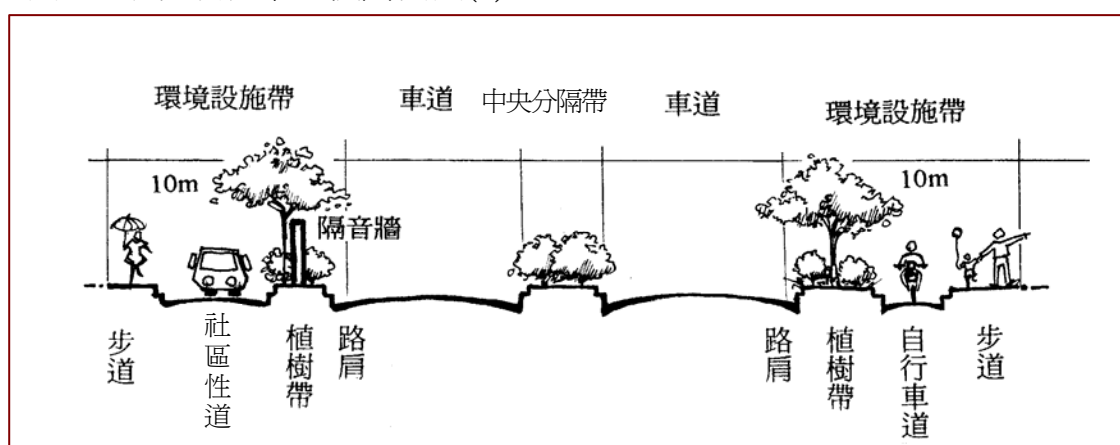 環境設施帶
車道
中央分隔帶
車道
環境設施帶
10m
10m
隔音牆
步道
社區性道
植樹帶
路肩
路肩
植樹帶
自行車道
步道